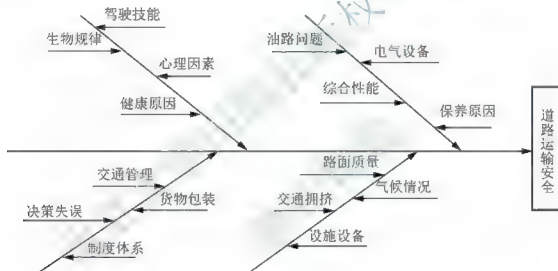 驾驶技能
生物规律
心理因素
健康原因
油路问题
电气设备
综合性能
保养原因
道路运输安全
交通管理
货物包装
决策失误
制度体系
路面质量
气候情况
交通拥挤
设施设备
权